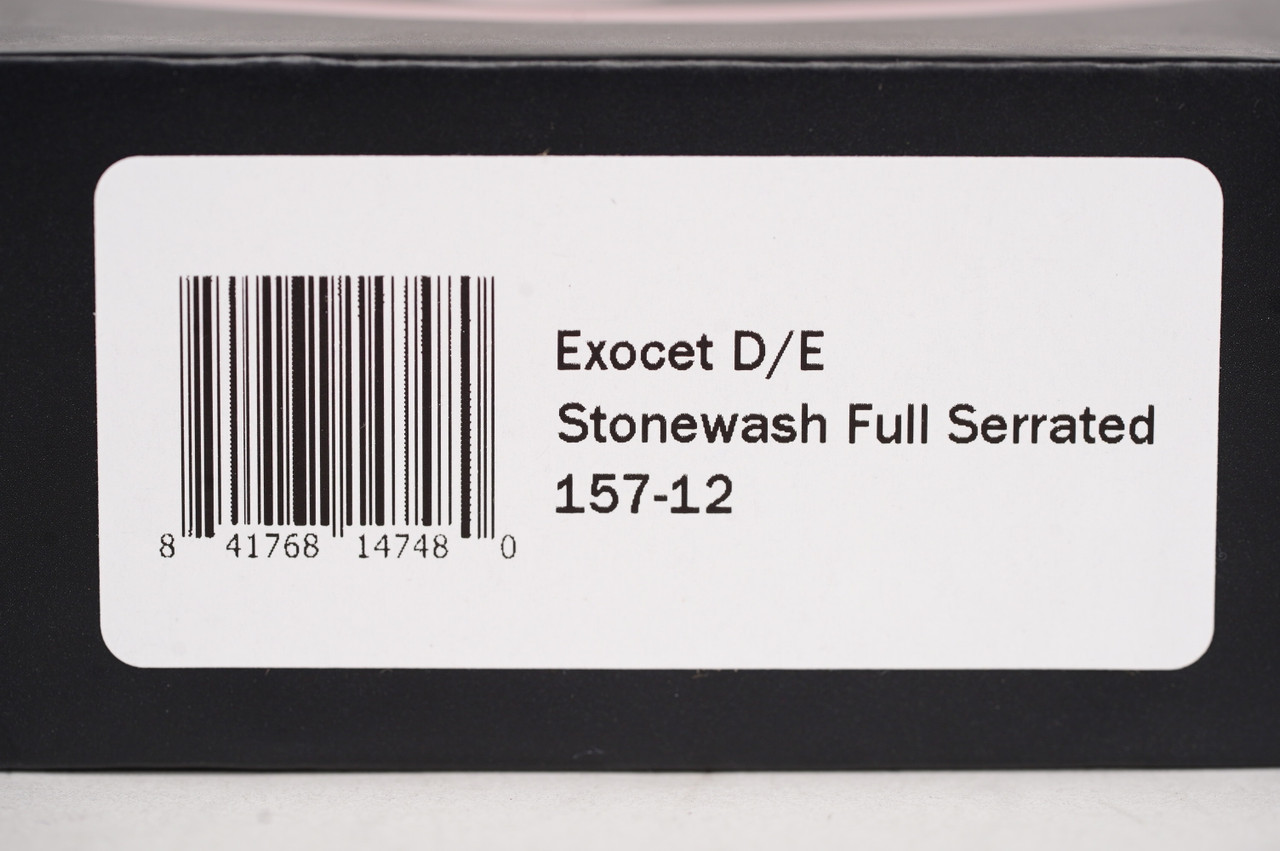 Exocet D/E
Stonewash Full Serrated
157-12
8 41768 14748 0